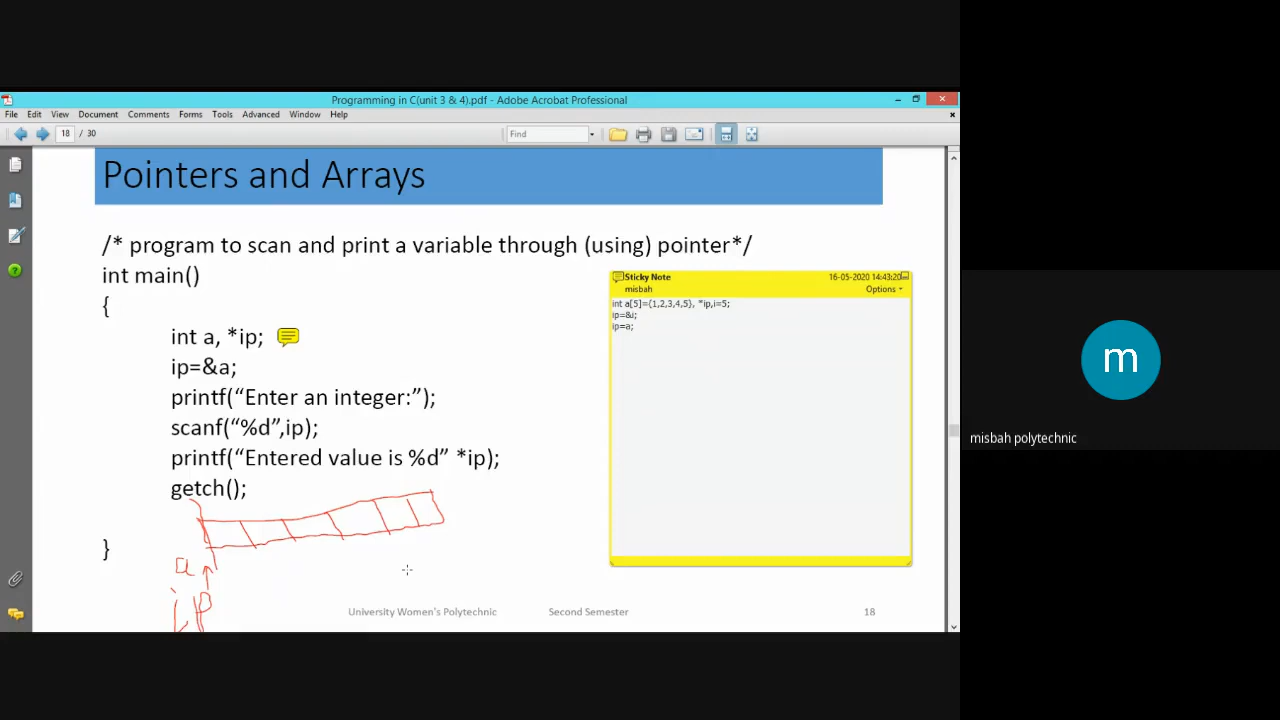 Programming in C(unit 3 & 4).pdf - Adobe Acrobat Professional
File Edit View Document Comments Forms Tools Advanced Window Help
18 / 30 Find
Pointers and Arrays
/* program to scan and print a variable through (using) pointer*/
int main()
{
int a, *ip;
ip=&a;
printf(“Enter an integer:”);
scanf(“%d”,ip);
printf(“Entered value is %d” *ip);
getch();
}
a
ip
Sticky Note 16-05-2020 14:43:20
misbah Options
int a[5]={1,2,3,4,5}, *ip,i=5;
ip=&i;
ip=a;
University Women's Polytechnic Second Semester 18
m
misbah polytechnic